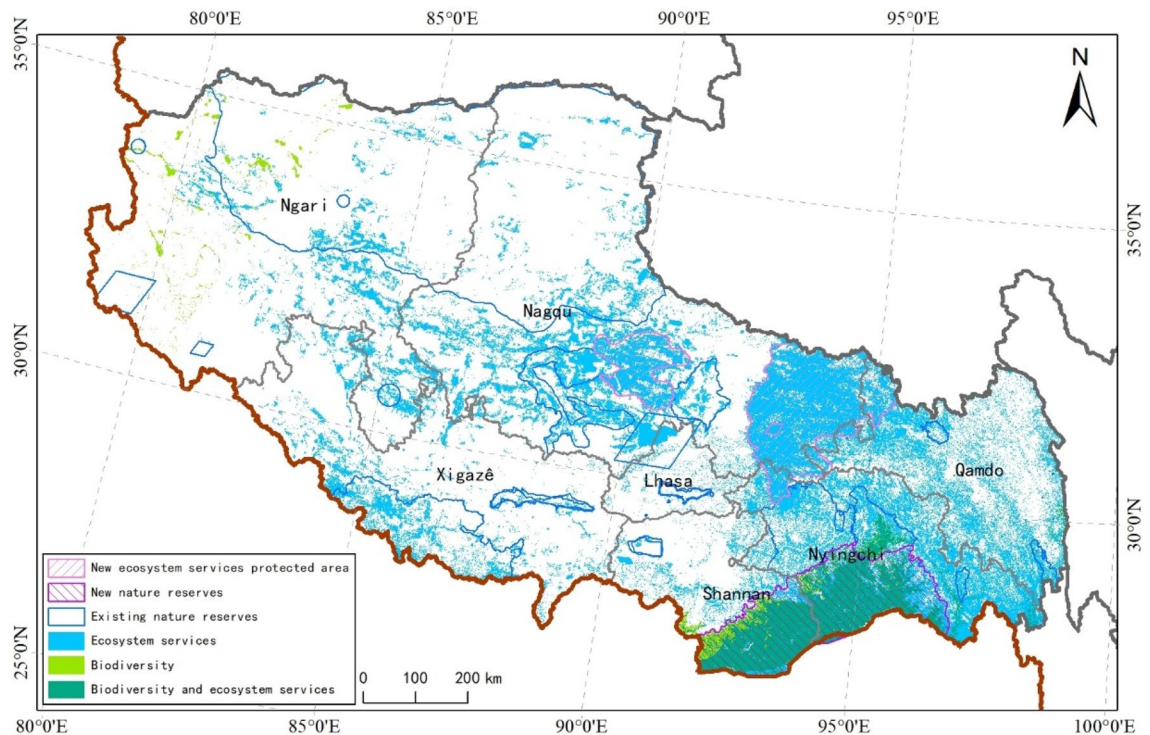 80°0'E 85°0'E 90°0'E 95°0'E
35°0'N
N
Ngari
35°0'N
Nagqu
30°0'N
Xigazê
Lhasa
Qamdo
30°0'N
Nyingchi
Shannan
New ecosystem services protected area
New nature reserves
Existing nature reserves
Ecosystem services
Biodiversity
Biodiversity and ecosystem services
0 100 200 km
25°0'N
80°0'E 85°0'E 90°0'E 95°0'E 100°0'E